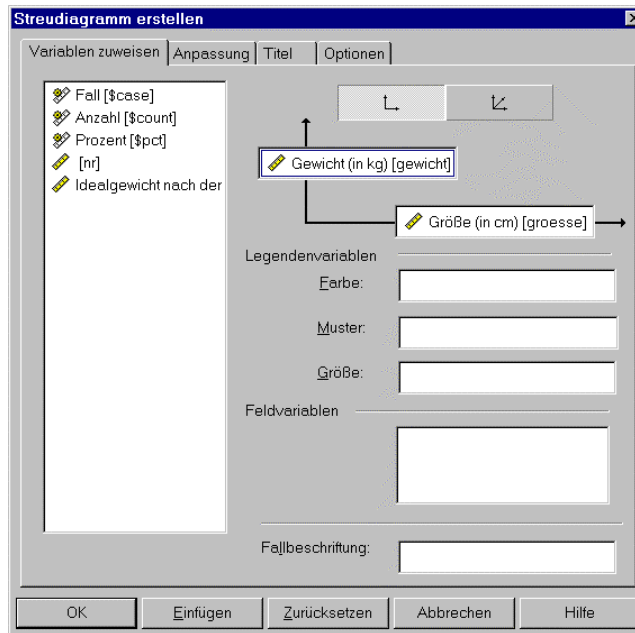 Streudiagramm erstellen
Variablen zuweisen Anpassung Titel Optionen
Fall [$case]
Anzahl [$count]
Prozent [$pct]
[nr]
Idealgewicht nach der
Gewicht (in kg) [gewicht]
Größe (in cm) [groesse]
Legendenvariablen
Farbe:
Muster:
Größe:
Feldvariablen
Fallbeschriftung:
OK Einfügen Zurücksetzen Abbrechen Hilfe